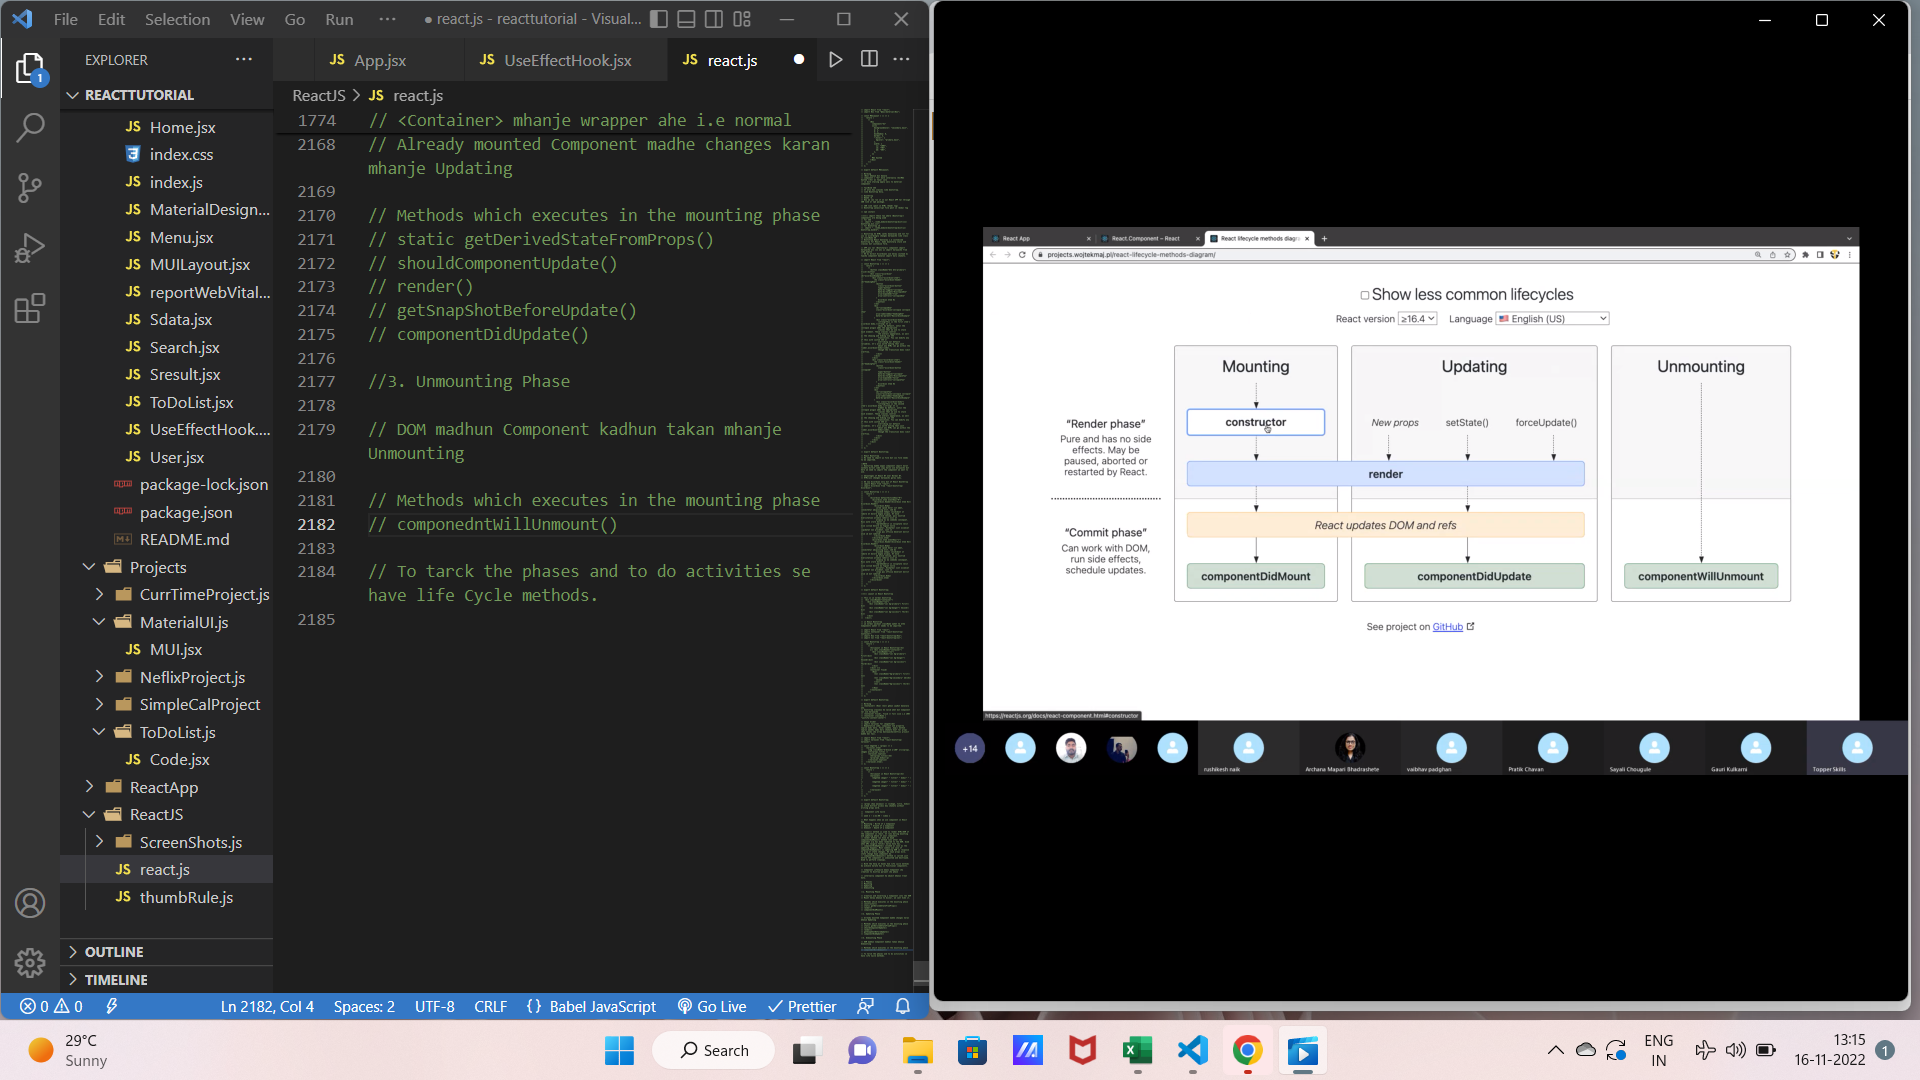 File Edit Selection View Go Run ··· ● react.js - reacttutorial - Visual...
EXPLORER ···
REACTTUTORIAL
JS Home.jsx
index.css
JS index.js
JS MaterialDesign...
JS Menu.jsx
JS MUILayout.jsx
JS reportWebVital...
JS Sdata.jsx
JS Search.jsx
JS Sresult.jsx
JS ToDoList.jsx
JS UseEffectHook....
JS User.jsx
package-lock.json
package.json
README.md
Projects
CurrTimeProject.js
MaterialUI.js
JS MUI.jsx
NeflixProject.js
SimpleCalProject
ToDoList.js
JS Code.jsx
ReactApp
ReactJS
ScreenShots.js
JS react.js
JS thumbRule.js
OUTLINE
TIMELINE
JS App.jsx JS UseEffectHook.jsx JS react.js ●
ReactJS > JS react.js
1774 // <Container> mhanje wrapper ahe i.e normal
2168 // Already mounted Component madhe changes karan
mhanje Updating
2169
2170 // Methods which executes in the mounting phase
2171 // static getDerivedStateFromProps()
2172 // shouldComponentUpdate()
2173 // render()
2174 // getSnapShotBeforeUpdate()
2175 // componentDidUpdate()
2176
2177 //3. Unmounting Phase
2178
2179 // DOM madhun Component kadhun takan mhanje
Unmounting
2180
2181 // Methods which executes in the mounting phase
2182 // componedntWillUnmount()
2183
2184 // To tarck the phases and to do activities se
have life Cycle methods.
2185
0 0 Ln 2182, Col 4 Spaces: 2 UTF-8 CRLF {} Babel JavaScript Go Live Prettier
React App React.Component – React React lifecycle methods diag
projects.wojtekmaj.pl/react-lifecycle-methods-diagram/
Show less common lifecycles
React version ≥16.4 Language English (US)
Mounting Updating Unmounting
"Render phase"
Pure and has no side
effects. May be
paused, aborted or
restarted by React.
constructor
New props setState() forceUpdate()
render
"Commit phase"
Can work with DOM,
run side effects,
schedule updates.
React updates DOM and refs
componentDidMount componentDidUpdate componentWillUnmount
See project on GitHub
https://reactjs.org/docs/react-component.html#constructor
+14
rushikesh naik Archana Mapari Bhadrashete vaibhav.padghan Pratik Chavan Sayali Chougule Gauri Kulkarni Topper Skills
29°C
Sunny
Search
ENG
IN
13:15
16-11-2022
1